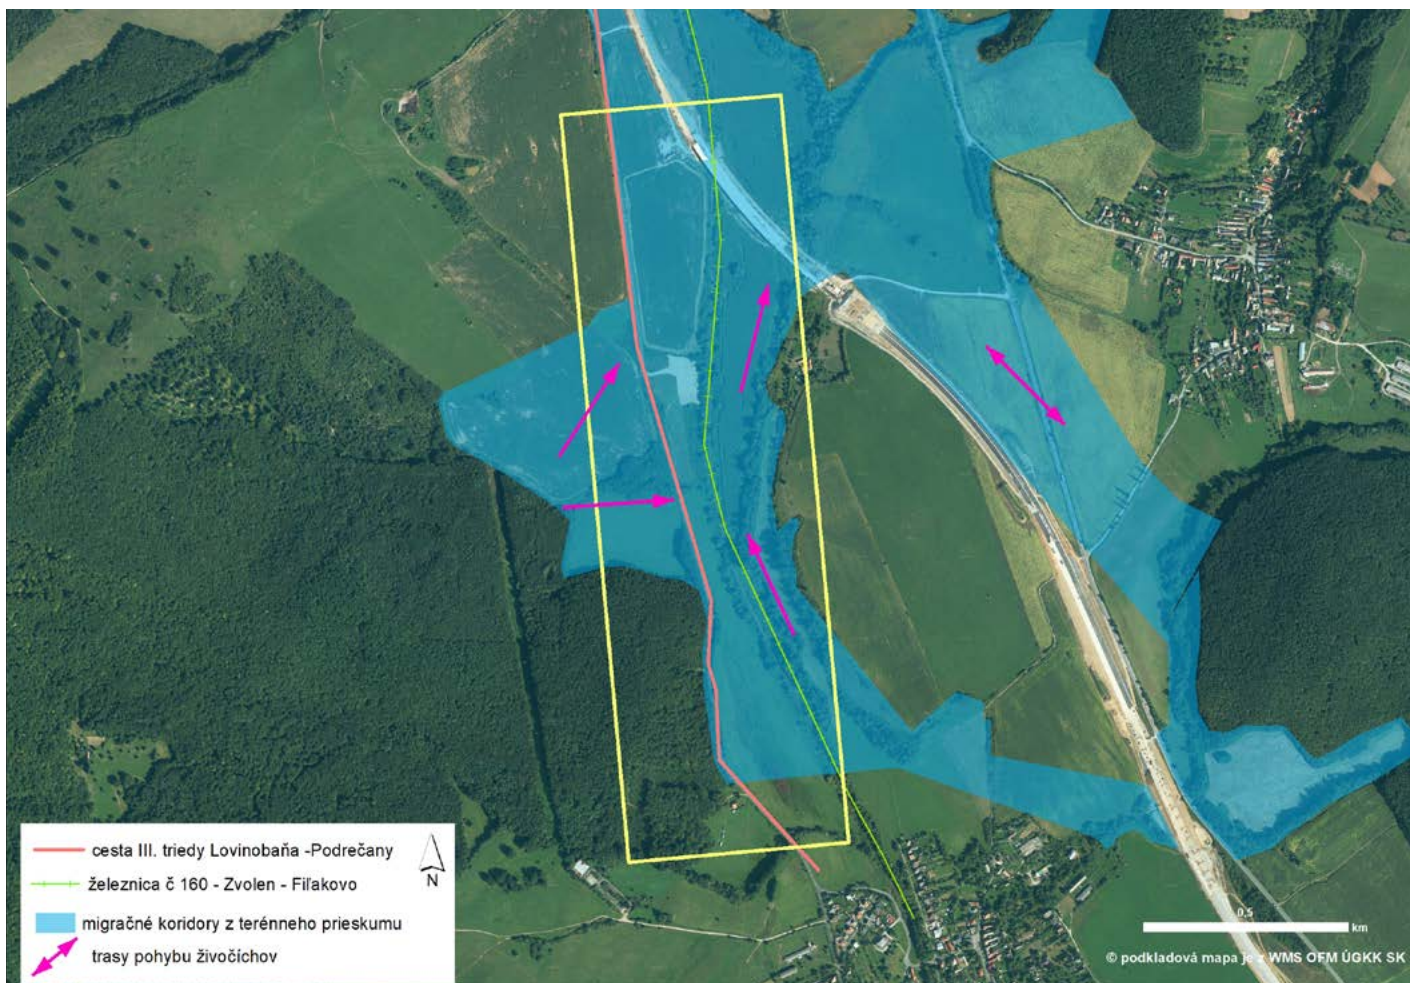 cesta III. triedy Lovinobaňa -Podrečany
železnica č 160 - Zvolen - Fiľakovo
N
migračné koridory z terénneho prieskumu
trasy pohybu živočíchov
0,5
km
© podkladová mapa je z WMS OFM ÚGKK SK